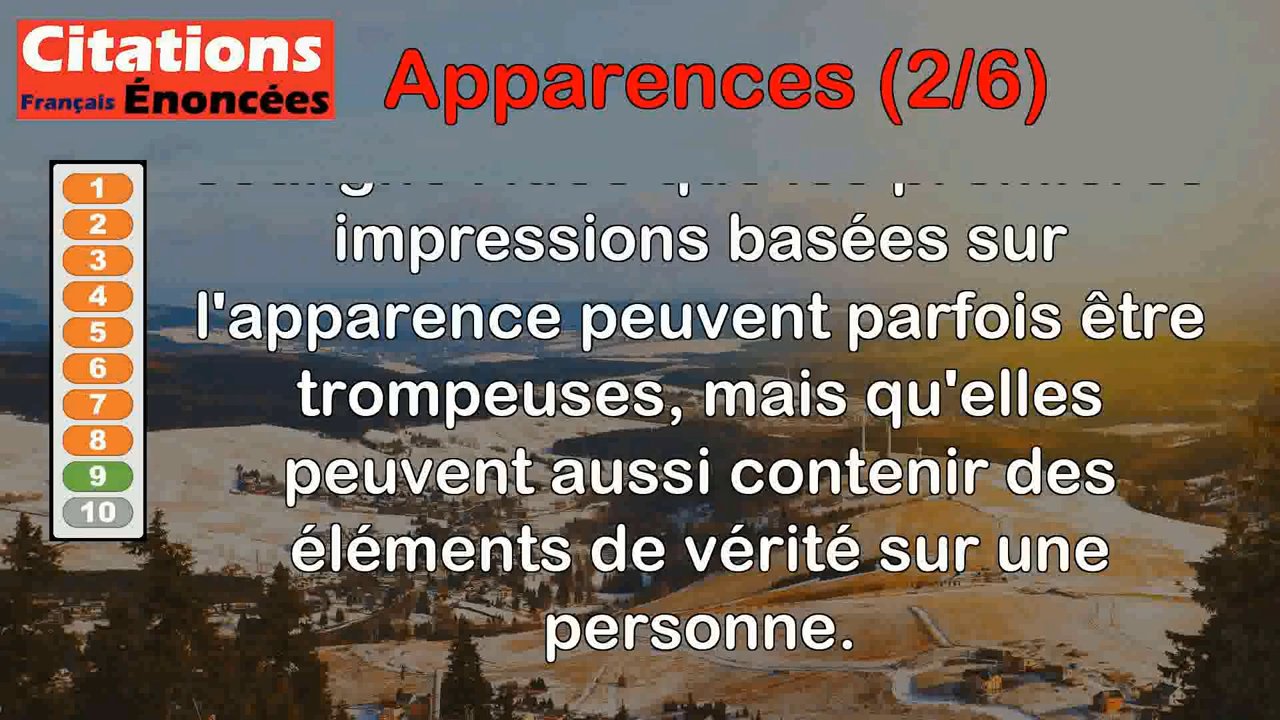 Citations
Français Énoncées
Apparences (2/6)
1
2
3
4
5
6
7
8
9
10
impressions basées sur
l'apparence peuvent parfois être
trompeuses, mais qu'elles
peuvent aussi contenir des
éléments de vérité sur une
personne.